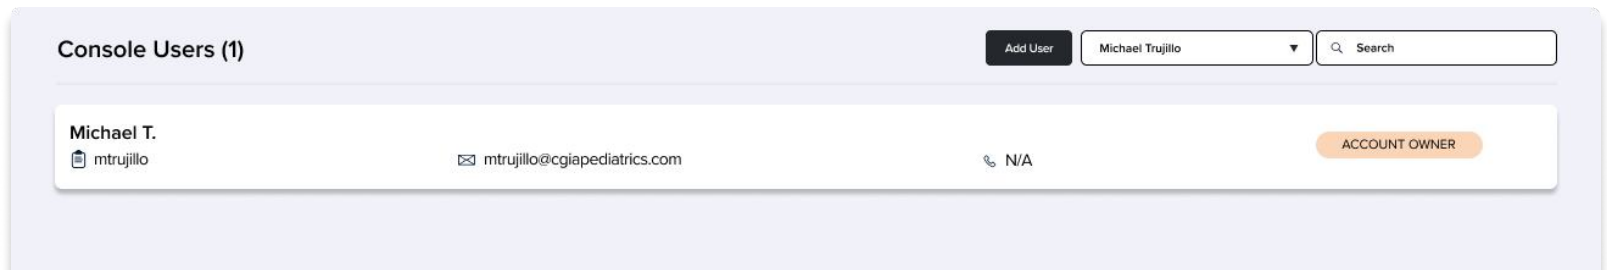 Console Users (1)
Add User
Michael Trujillo
Search
Michael T.
mtrujillo
mtrujillo@cgiapediatrics.com
N/A
ACCOUNT OWNER